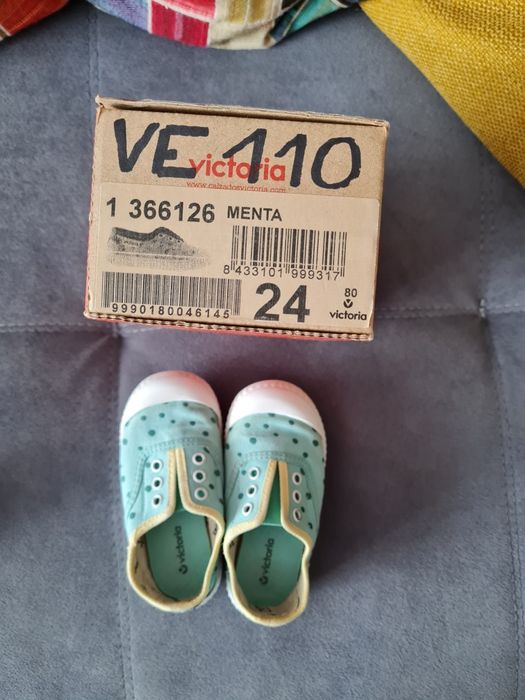 VE 110
victoria
www.calzadosvictoria.com
1 366126 MENTA
8 433101 999317
9990180046145
24
80
victoria
victoria
victoria